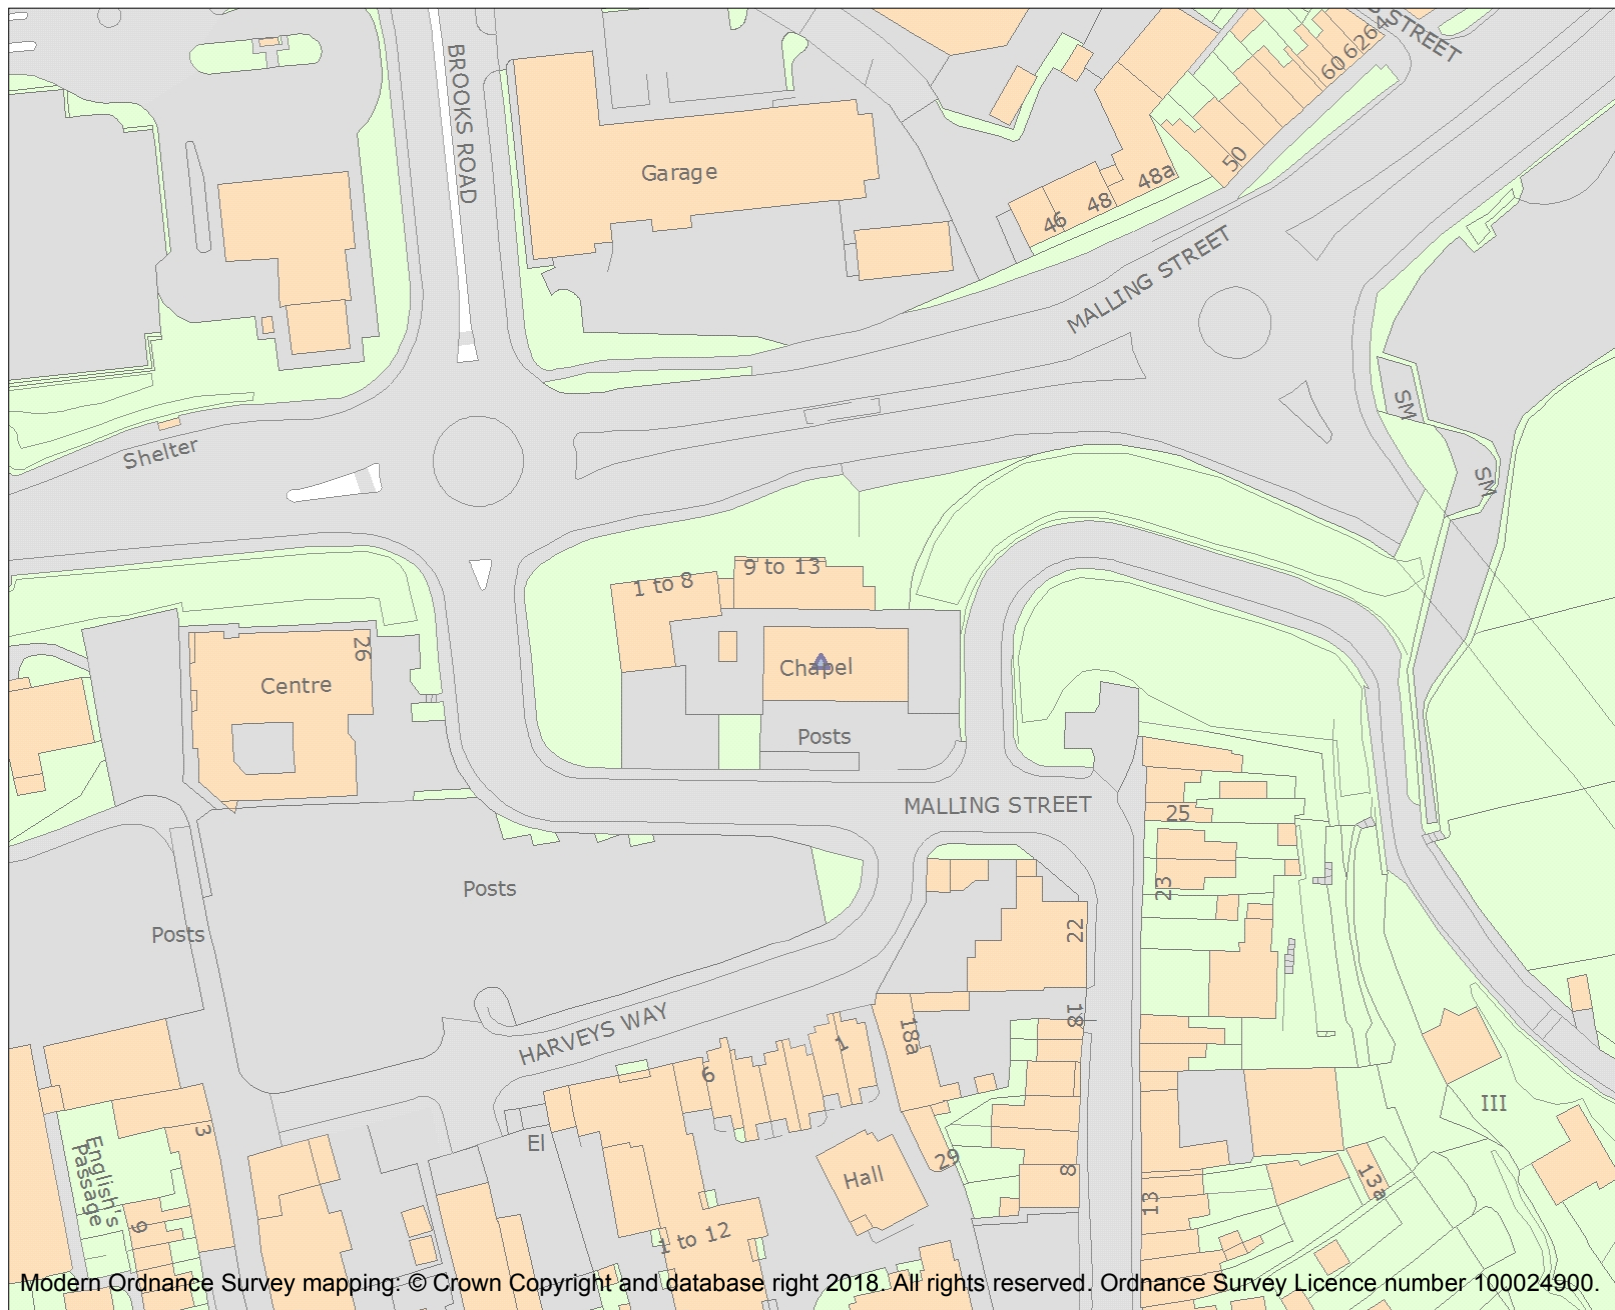 G STREET
60 62 64
BROOKS ROAD
Garage
50
48a
48
46
MALLING STREET
SM
Shelter
SM
9 to 13
1 to 8
26
Centre
Chapel
Posts
MALLING STREET
25
23
Posts
22
Posts
18
18a
HARVEYS WAY
1
6
III
3
El
English's
Passage
29
Hall
8
13a
13
9
1 to 12
Modern Ordnance Survey mapping: © Crown Copyright and database right 2018. All rights reserved. Ordnance Survey Licence number 100024900.